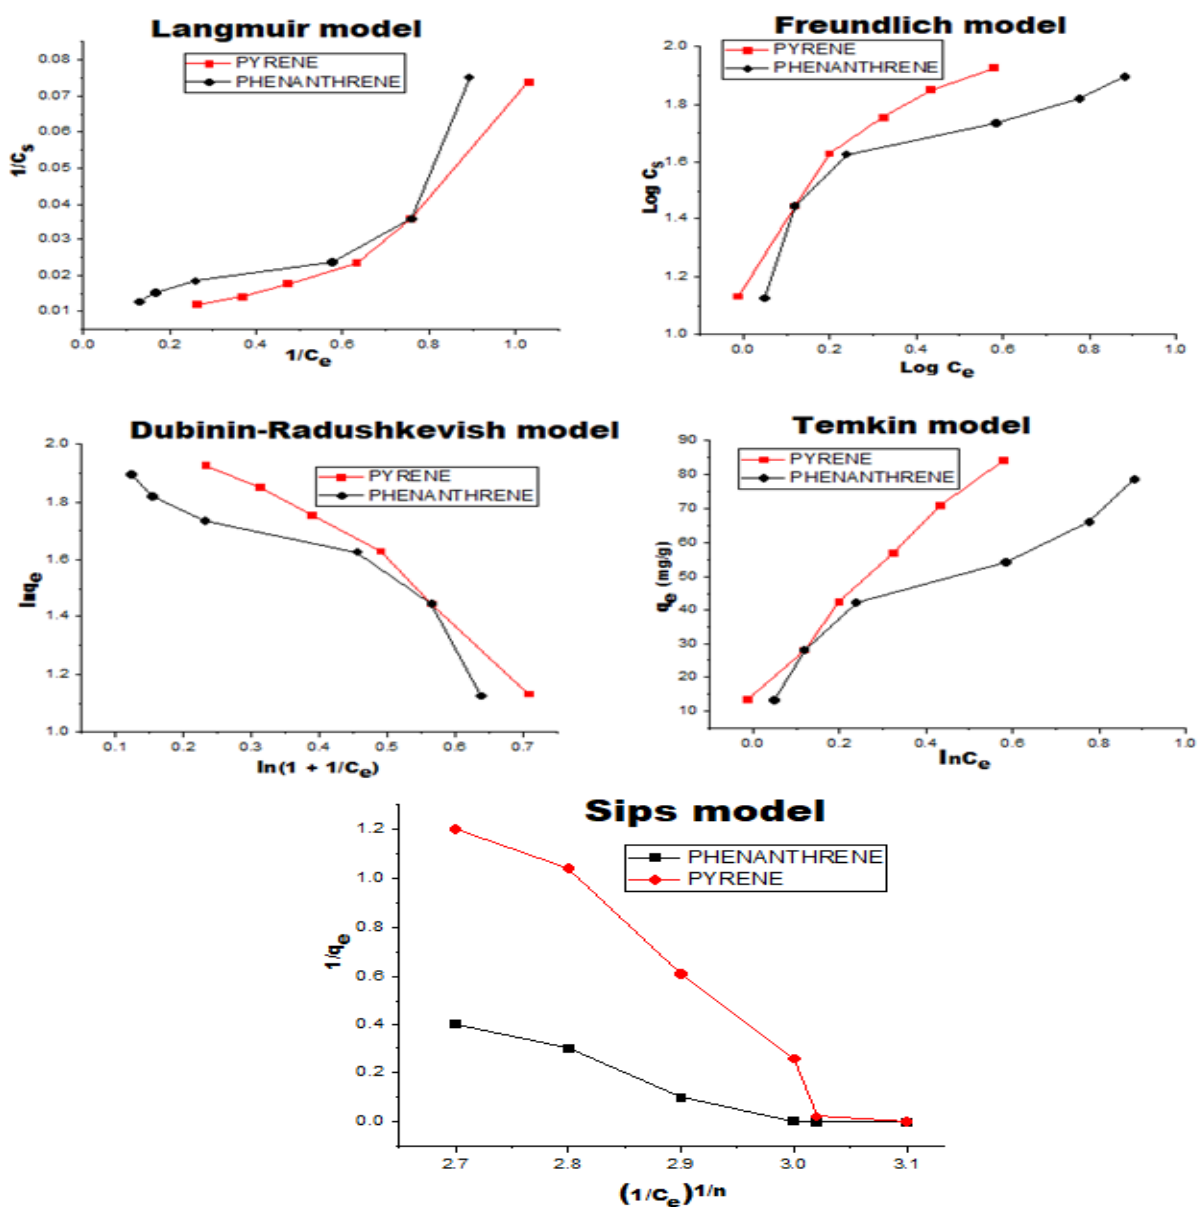 Langmuir model
PYRENE
PHENANTHRENE
0.08
0.07
0.06
0.05
0.04
0.03
0.02
0.01
1/Cs
0.0 0.2 0.4 0.6 0.8 1.0
1/Ce
Freundlich model
PYRENE
PHENANTHRENE
2.0
1.8
1.6
1.4
1.2
1.0
Log Cs
0.0 0.2 0.4 0.6 0.8 1.0
Log Ce
Dubinin-Radushkevish model
PYRENE
PHENANTHRENE
2.0
1.8
1.6
1.4
1.2
1.0
lnqe
0.1 0.2 0.3 0.4 0.5 0.6 0.7
ln(1 + 1/Ce)
Temkin model
PYRENE
PHENANTHRENE
90
80
70
60
50
40
30
20
10
qe (mg/g)
0.0 0.2 0.4 0.6 0.8 1.0
lnCe
Sips model
PHENANTHRENE
PYRENE
1.2
1.0
0.8
0.6
0.4
0.2
0.0
1/qe
2.7 2.8 2.9 3.0 3.1
(1/Ce)1/n